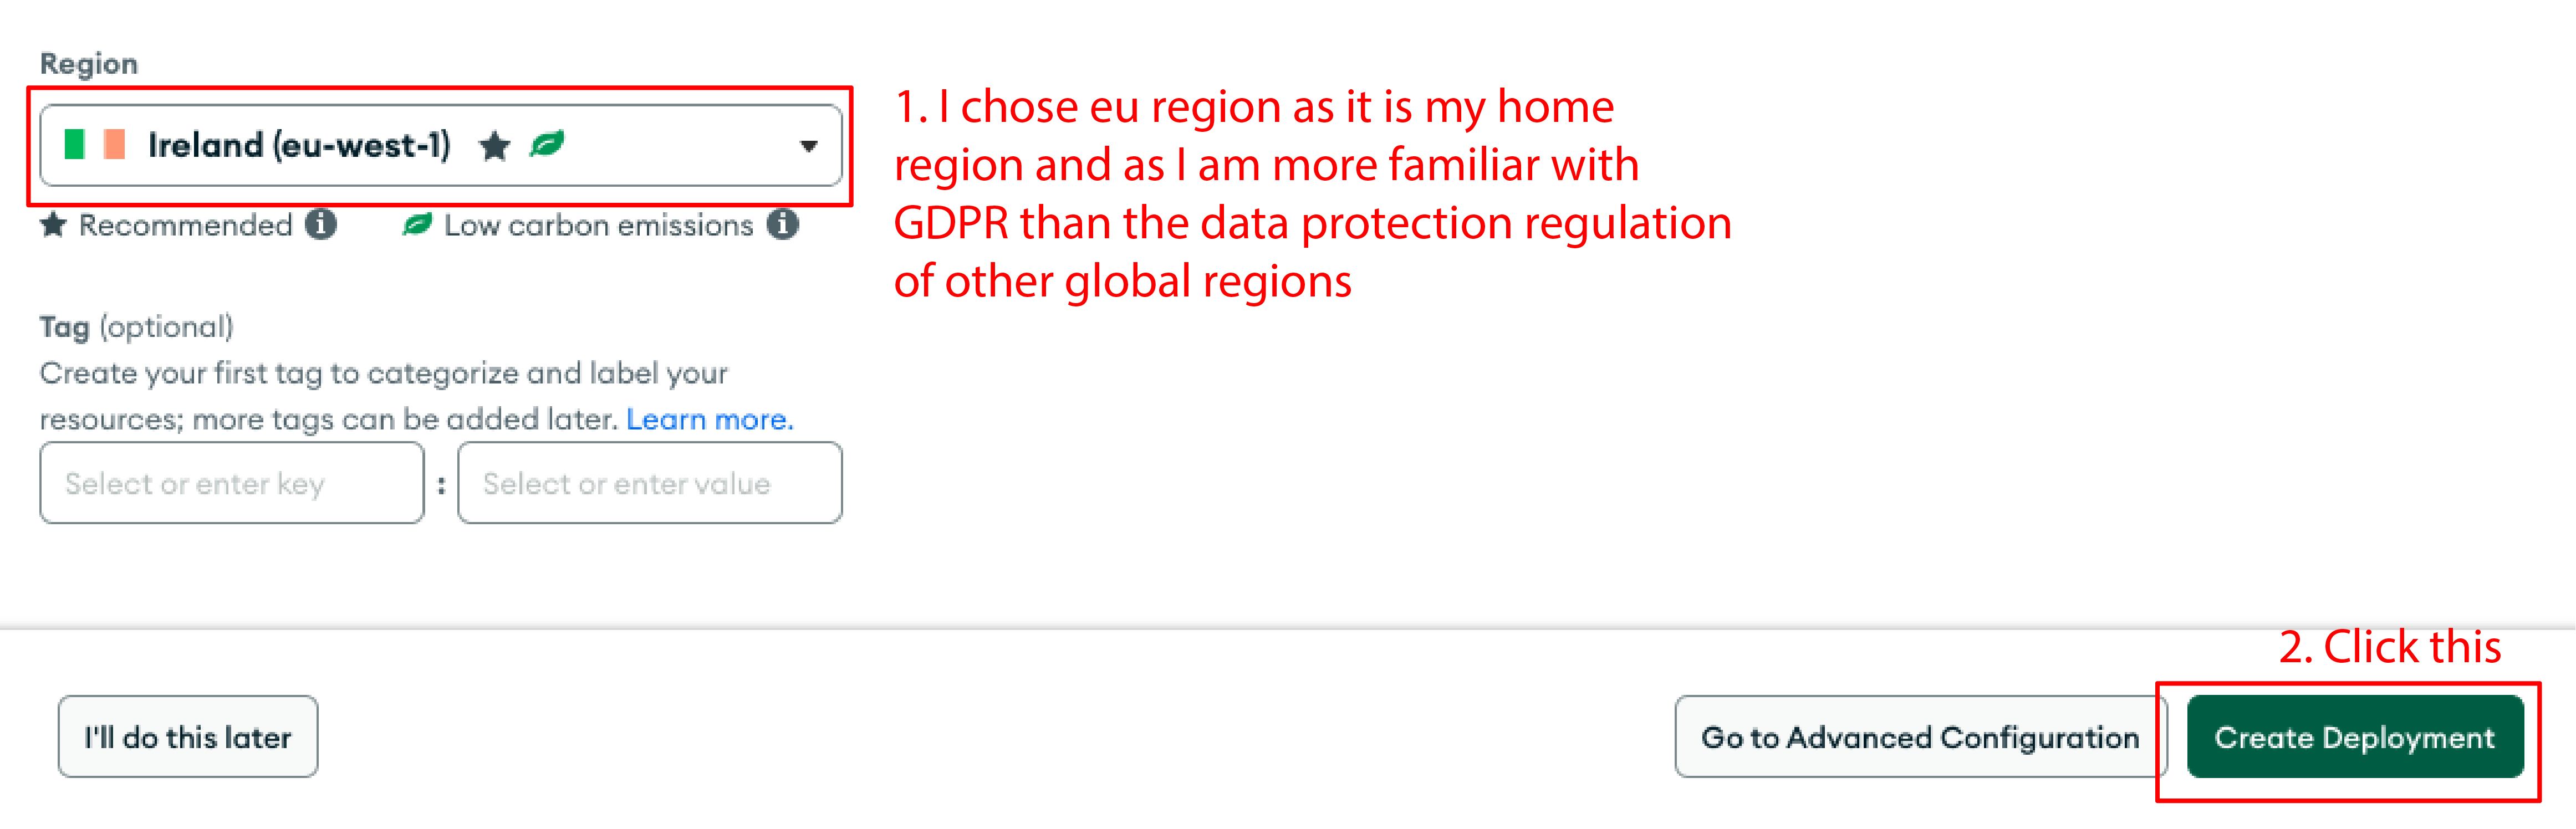 Region
Ireland (eu-west-1)
Recommended Low carbon emissions
1. I chose eu region as it is my home
region and as I am more familiar with
GDPR than the data protection regulation
of other global regions
Tag (optional)
Create your first tag to categorize and label your
resources; more tags can be added later. Learn more.
Select or enter key : Select or enter value
2. Click this
I'll do this later
Go to Advanced Configuration
Create Deployment